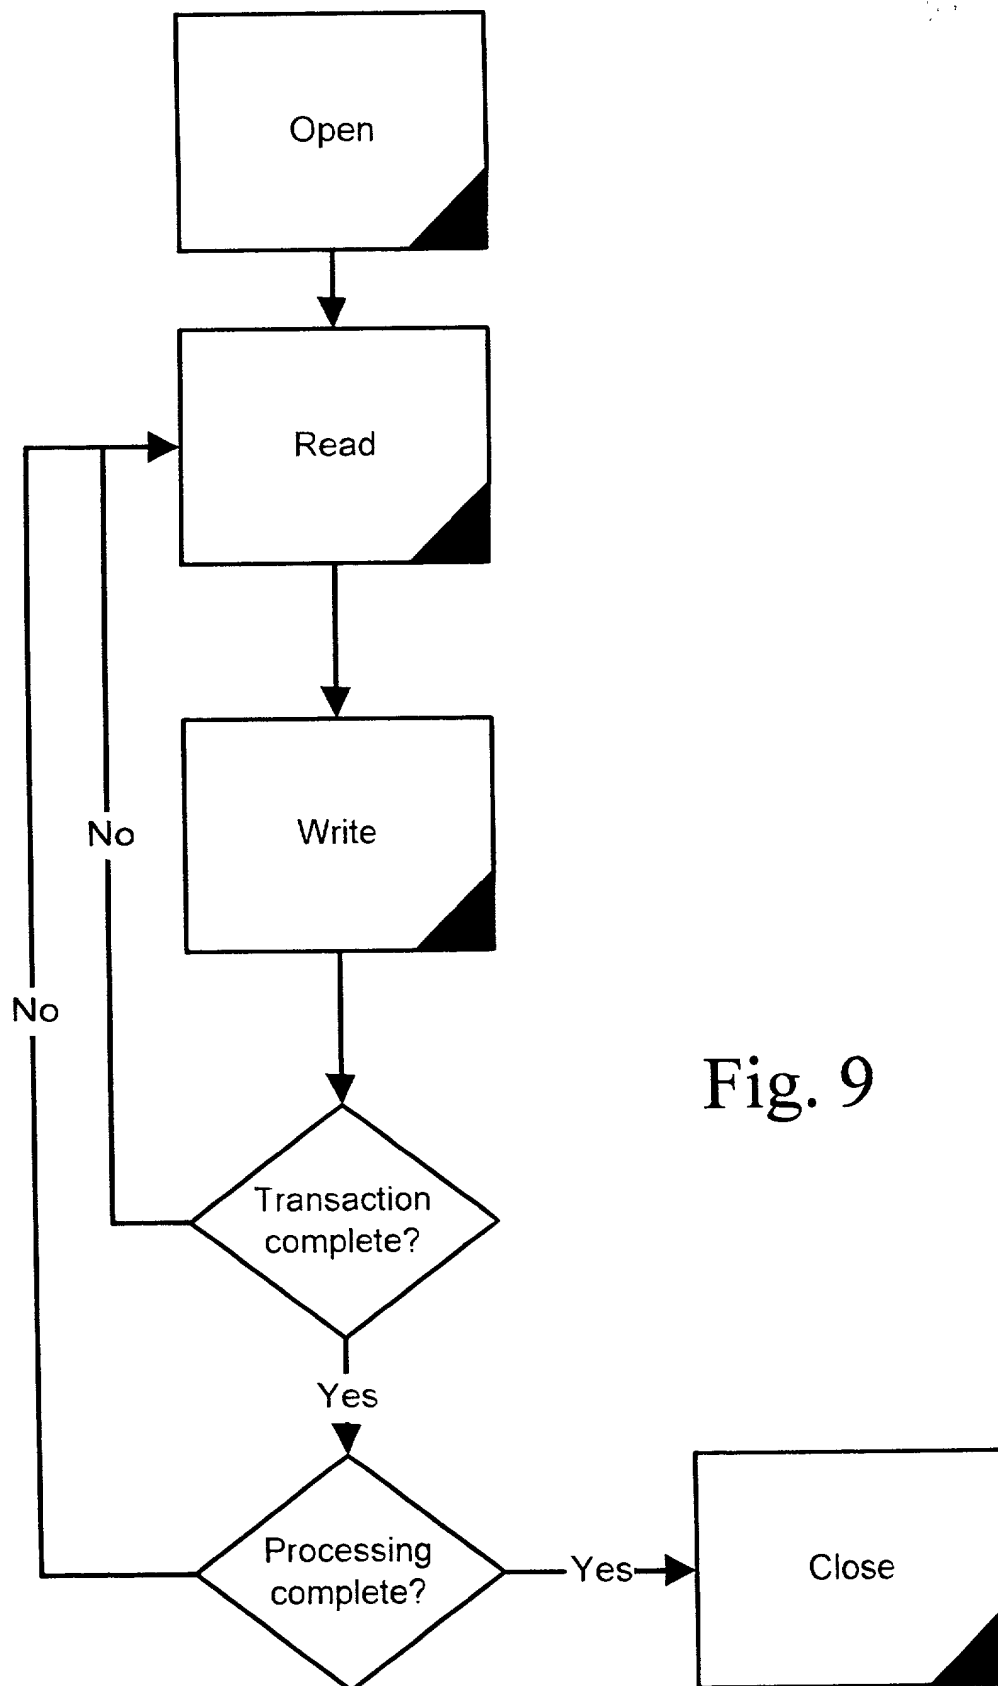 Open
Read
Write
No
No
Fig. 9
Transaction
complete?
Yes
Processing
complete?
Yes
Close